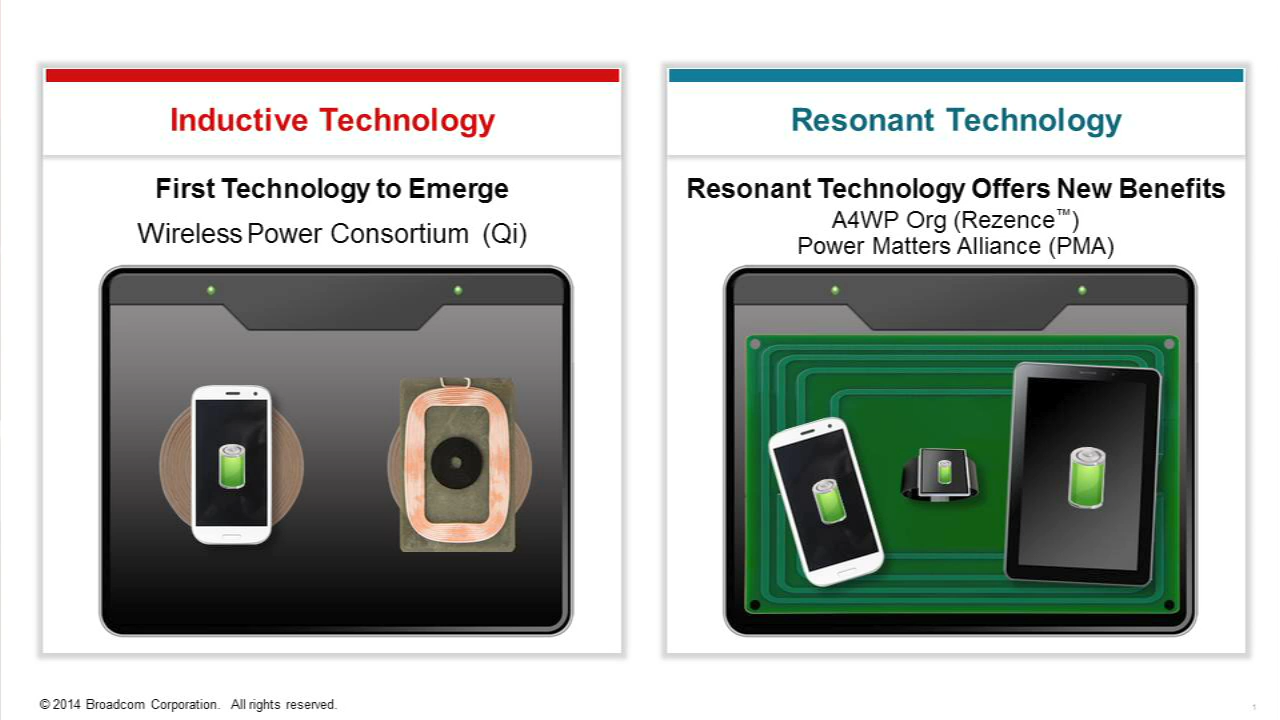 Inductive Technology
First Technology to Emerge
Wireless Power Consortium (Qi)
Resonant Technology
Resonant Technology Offers New Benefits
A4WP Org (Rezence™)
Power Matters Alliance (PMA)
© 2014 Broadcom Corporation. All rights reserved.
1